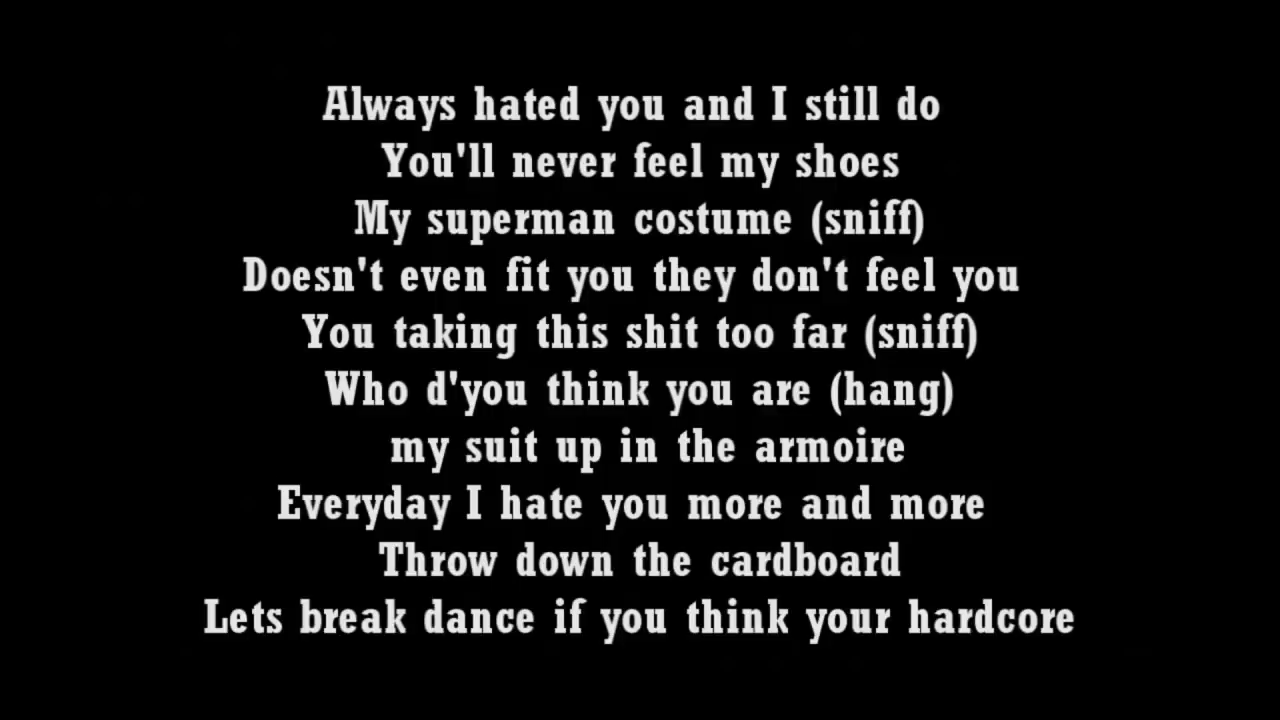 Always hated you and I still do
You'll never feel my shoes
My superman costume (sniff)
Doesn't even fit you they don't feel you
You taking this shit too far (sniff)
Who d'you think you are (hang)
my suit up in the armoire
Everyday I hate you more and more
Throw down the cardboard
Lets break dance if you think your hardcore